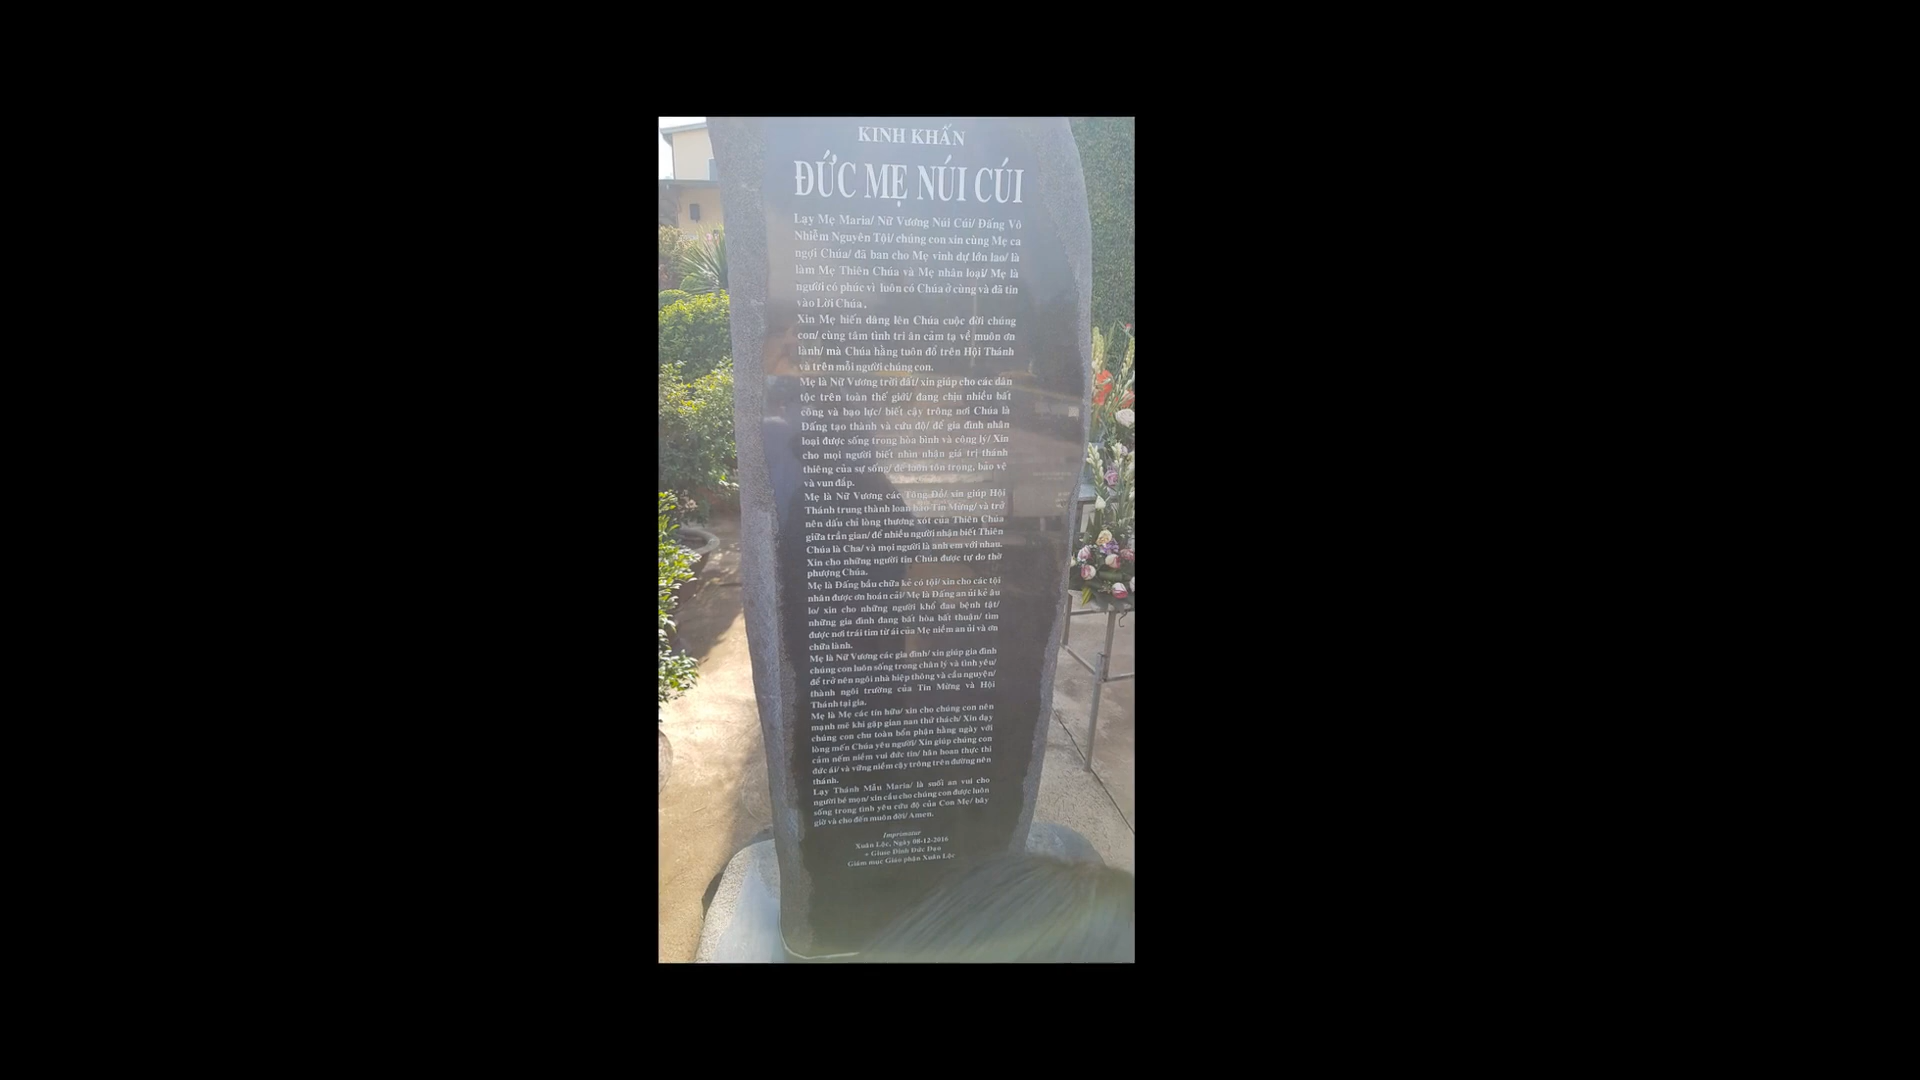 KINH KHẤN
ĐỨC MẸ NÚI CÚI
Lạy Mẹ Maria/ Nữ Vương Núi Cúi/ Đấng Vô
Nhiễm Nguyên Tội/ chúng con xin cùng Mẹ ca
ngợi Chúa/ đã ban cho Mẹ vinh dự lớn lao/ là
làm Mẹ Thiên Chúa và Mẹ nhân loại/ Mẹ là
người có phúc vì luôn có Chúa ở cùng và đã tin
vào Lời Chúa.
Xin Mẹ hiến dâng lên Chúa cuộc đời chúng
con/ cùng tâm tình tri ân cảm tạ về muôn ơn
lành/ mà Chúa hằng tuôn đổ trên Hội Thánh
và trên mỗi người chúng con.
Mẹ là Nữ Vương trời đất/ xin giúp cho các dân
tộc trên toàn thế giới/ đang chịu nhiều bất
công và bạo lực/ biết cậy trông nơi Chúa là
Đấng tạo thành và cứu độ/ để gia đình nhân
loại được sống trong hòa bình và công lý/ Xin
cho mọi người biết nhìn nhận giá trị thánh
thiêng của sự sống/ để luôn tôn trọng, bảo vệ
và vun đắp.
Mẹ là Nữ Vương các Tông Đồ/ xin giúp Hội
Thánh trung thành loan báo Tin Mừng/ và trở
nên dấu chỉ lòng thương xót của Thiên Chúa
giữa trần gian/ để nhiều người nhận biết Thiên
Chúa là Cha/ và mọi người là anh em với nhau.
Xin cho những người tin Chúa được tự do thờ
phượng Chúa.
Mẹ là Đấng bầu chữa kẻ có tội/ xin cho các tội
nhân được ơn hoán cải/ Mẹ là Đấng an ủi kẻ âu
lo/ xin cho những người khổ đau bệnh tật/
những gia đình đang bất hòa bất thuận/ tìm
được nơi trái tim từ ái của Mẹ niềm an ủi và ơn
chữa lành.
Mẹ là Nữ Vương các gia đình/ xin giúp gia đình
chúng con luôn sống trong chân lý và tình yêu/
để trở nên ngôi nhà hiệp thông và cầu nguyện/
thành ngôi trường của Tin Mừng và Hội
Thánh tại gia.
Mẹ là Mẹ các tín hữu/ xin cho chúng con nên
mạnh mẽ khi gặp gian nan thử thách/ Xin dạy
chúng con chu toàn bổn phận hằng ngày với
lòng mến Chúa yêu người/ Xin giúp chúng con
cảm nếm niềm vui đức tin/ hân hoan thực thi
đức ái/ và vững niềm cậy trông trên đường nên
thánh.
Lạy Thánh Mẫu Maria/ là suối an vui cho
người bé mọn/ xin cầu cho chúng con được luôn
sống trong tình yêu cứu độ của Con Mẹ/ bây
giờ và cho đến muôn đời/ Amen.
Imprimatur
Xuân Lộc, Ngày 08-12-2016
+ Giuse Đinh Đức Đạo
Giám mục Giáo phận Xuân Lộc